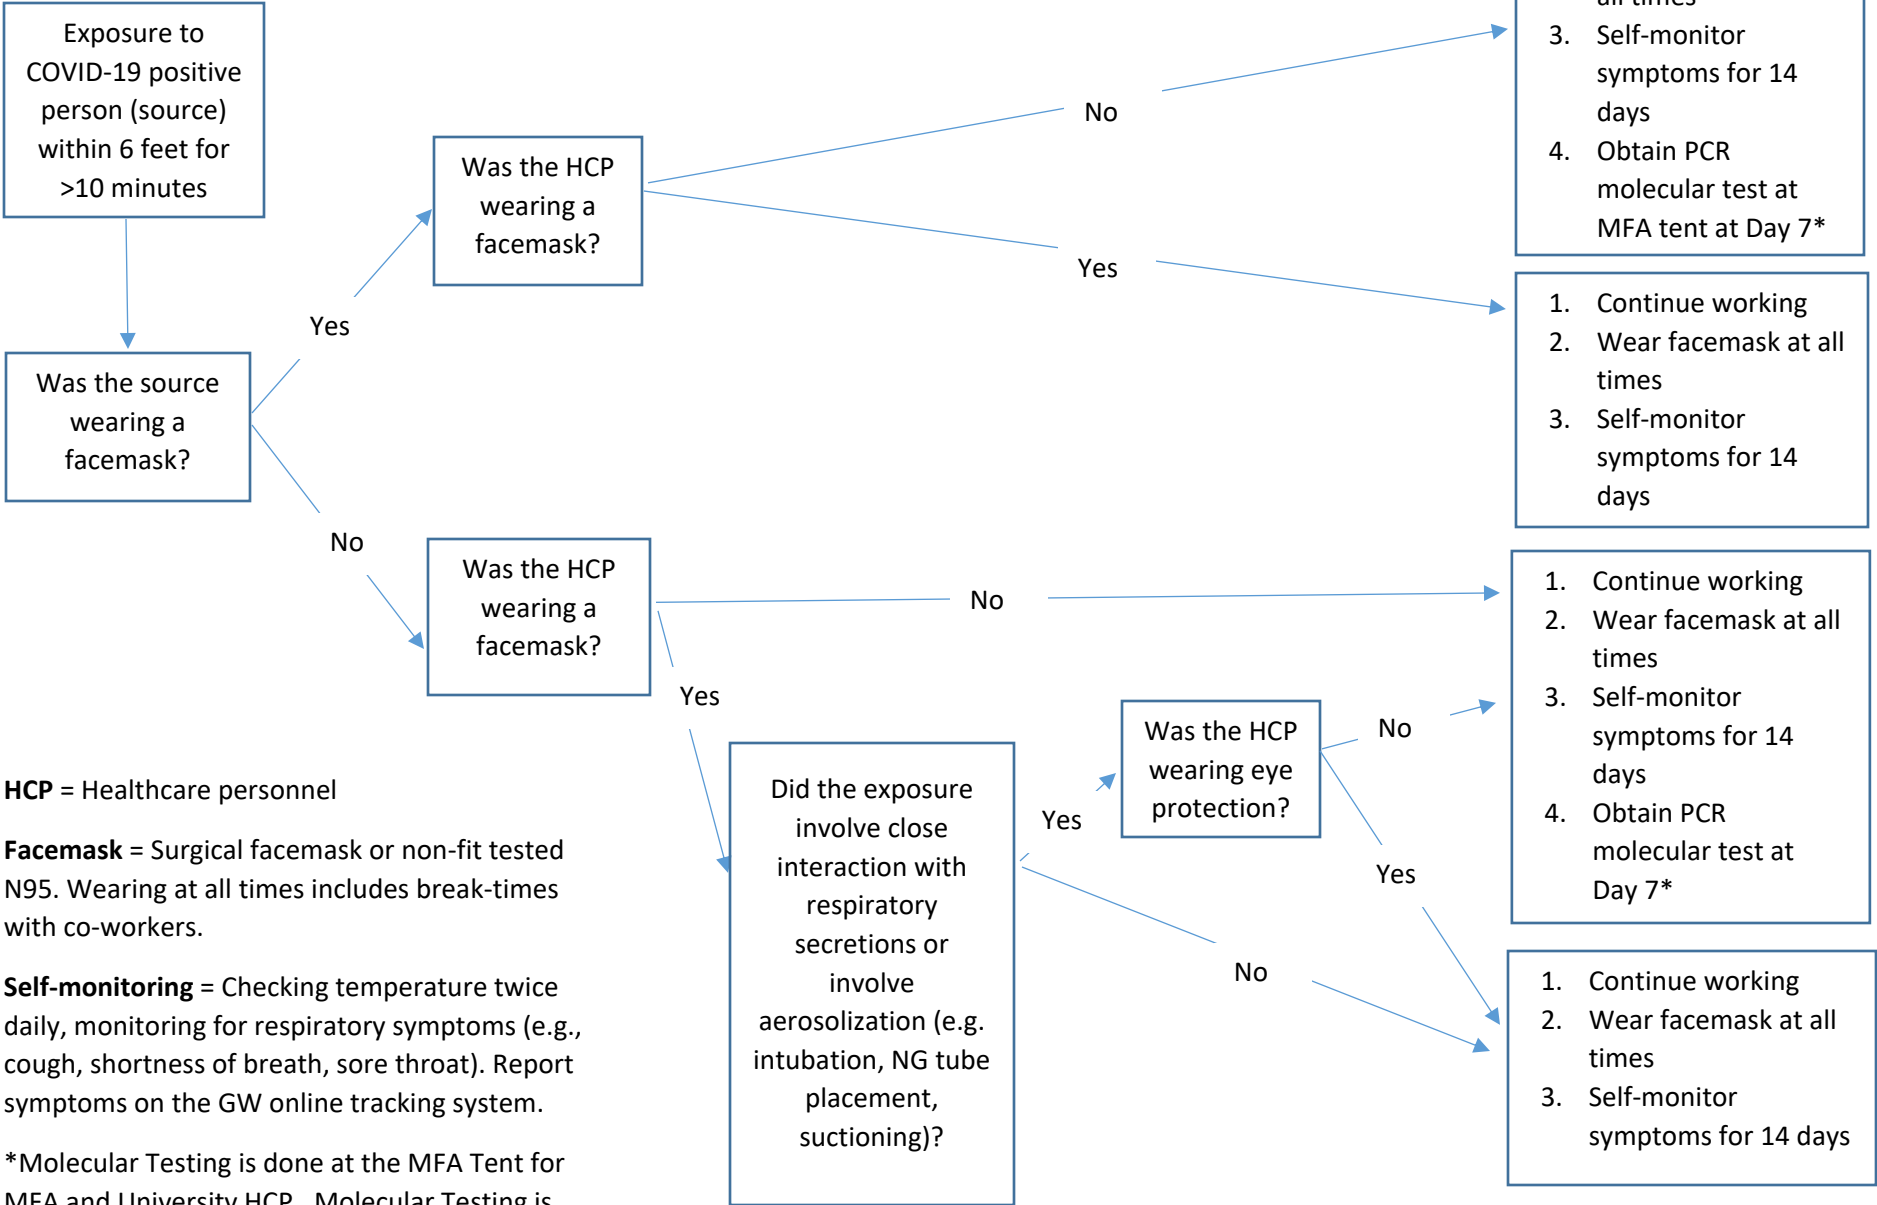 Exposure to
COVID-19 positive
person (source)
within 6 feet for
>10 minutes
Was the source
wearing a
facemask?
Yes
No
Was the HCP
wearing a
facemask?
No
Yes
all times
3. Self-monitor
symptoms for 14
days
4. Obtain PCR
molecular test at
MFA tent at Day 7*
1. Continue working
2. Wear facemask at all
times
3. Self-monitor
symptoms for 14
days
Was the HCP
wearing a
facemask?
No
Yes
Did the exposure
involve close
interaction with
respiratory
secretions or
involve
aerosolization (e.g.
intubation, NG tube
placement,
suctioning)?
Yes
No
Was the HCP
wearing eye
protection?
No
Yes
1. Continue working
2. Wear facemask at all
times
3. Self-monitor
symptoms for 14
days
4. Obtain PCR
molecular test at
Day 7*
1. Continue working
2. Wear facemask at all
times
3. Self-monitor
symptoms for 14 days
HCP = Healthcare personnel
Facemask = Surgical facemask or non-fit tested
N95. Wearing at all times includes break-times
with co-workers.
Self-monitoring = Checking temperature twice
daily, monitoring for respiratory symptoms (e.g.,
cough, shortness of breath, sore throat). Report
symptoms on the GW online tracking system.
*Molecular Testing is done at the MFA Tent for
MFA and University HCP. Molecular Testing is